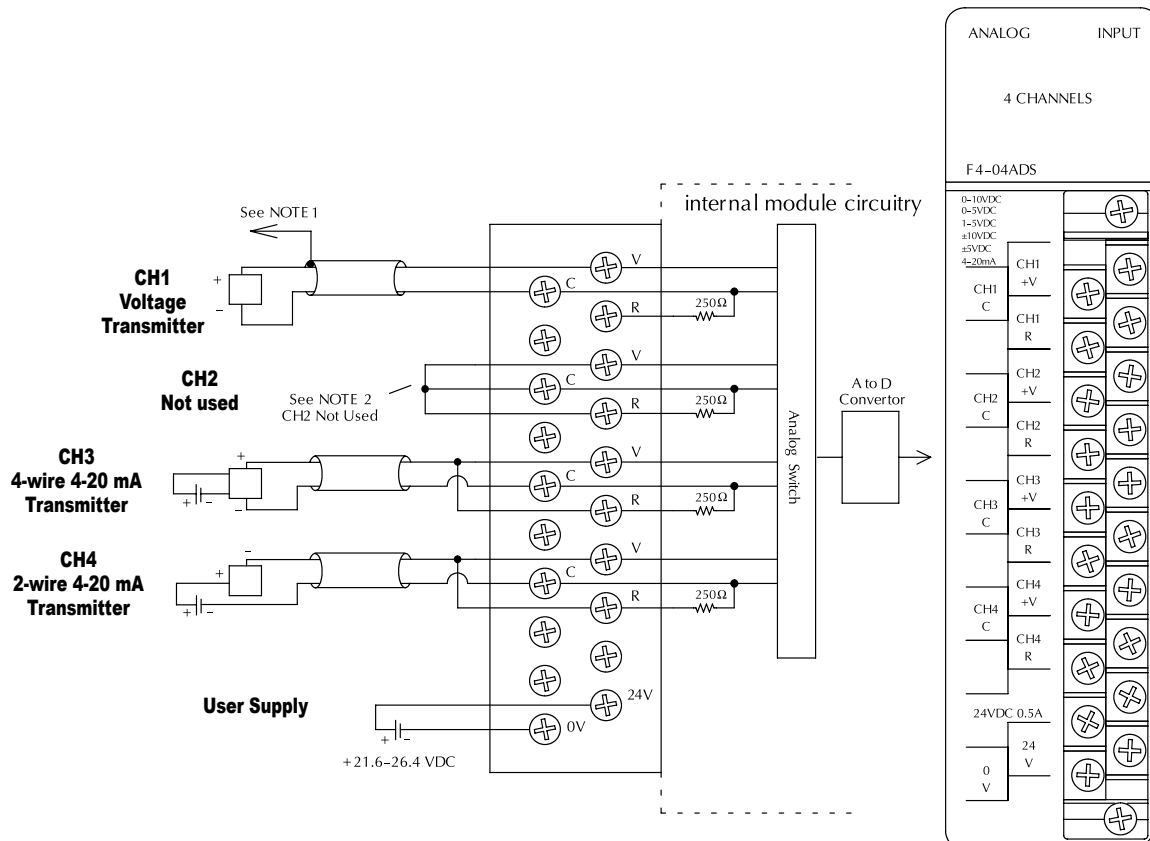 ANALOG INPUT
4 CHANNELS
F4-04ADS
0-10VDC
0-5VDC
1-5VDC
±10VDC
±5VDC
4-20mA
CH1
+V
CH1
C
CH1
R
CH2
+V
CH2
C
CH2
R
CH3
+V
CH3
C
CH3
R
CH4
+V
CH4
C
CH4
R
24VDC 0.5A
24
V
0
V
internal module circuitry
See NOTE 1
CH1
Voltage
Transmitter
+
–
V
C
R
250Ω
CH2
Not used
See NOTE 2
CH2 Not Used
V
C
R
250Ω
A to D
Convertor
Analog Switch
CH3
4-wire 4-20 mA
Transmitter
+
–
+ –
V
C
R
250Ω
CH4
2-wire 4-20 mA
Transmitter
–
+
+ –
V
C
R
250Ω
User Supply
24V
0V
+ –
+21.6–26.4 VDC